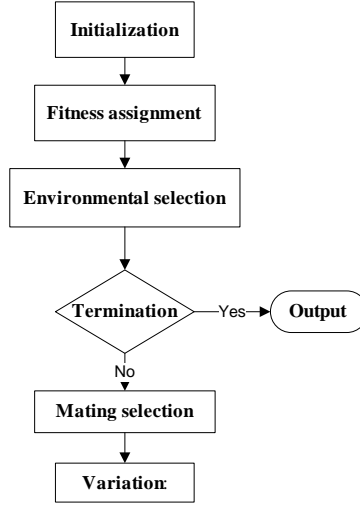 Initialization
Fitness assignment
Environmental selection
Termination
Yes
Output
No
Mating selection
Variation: